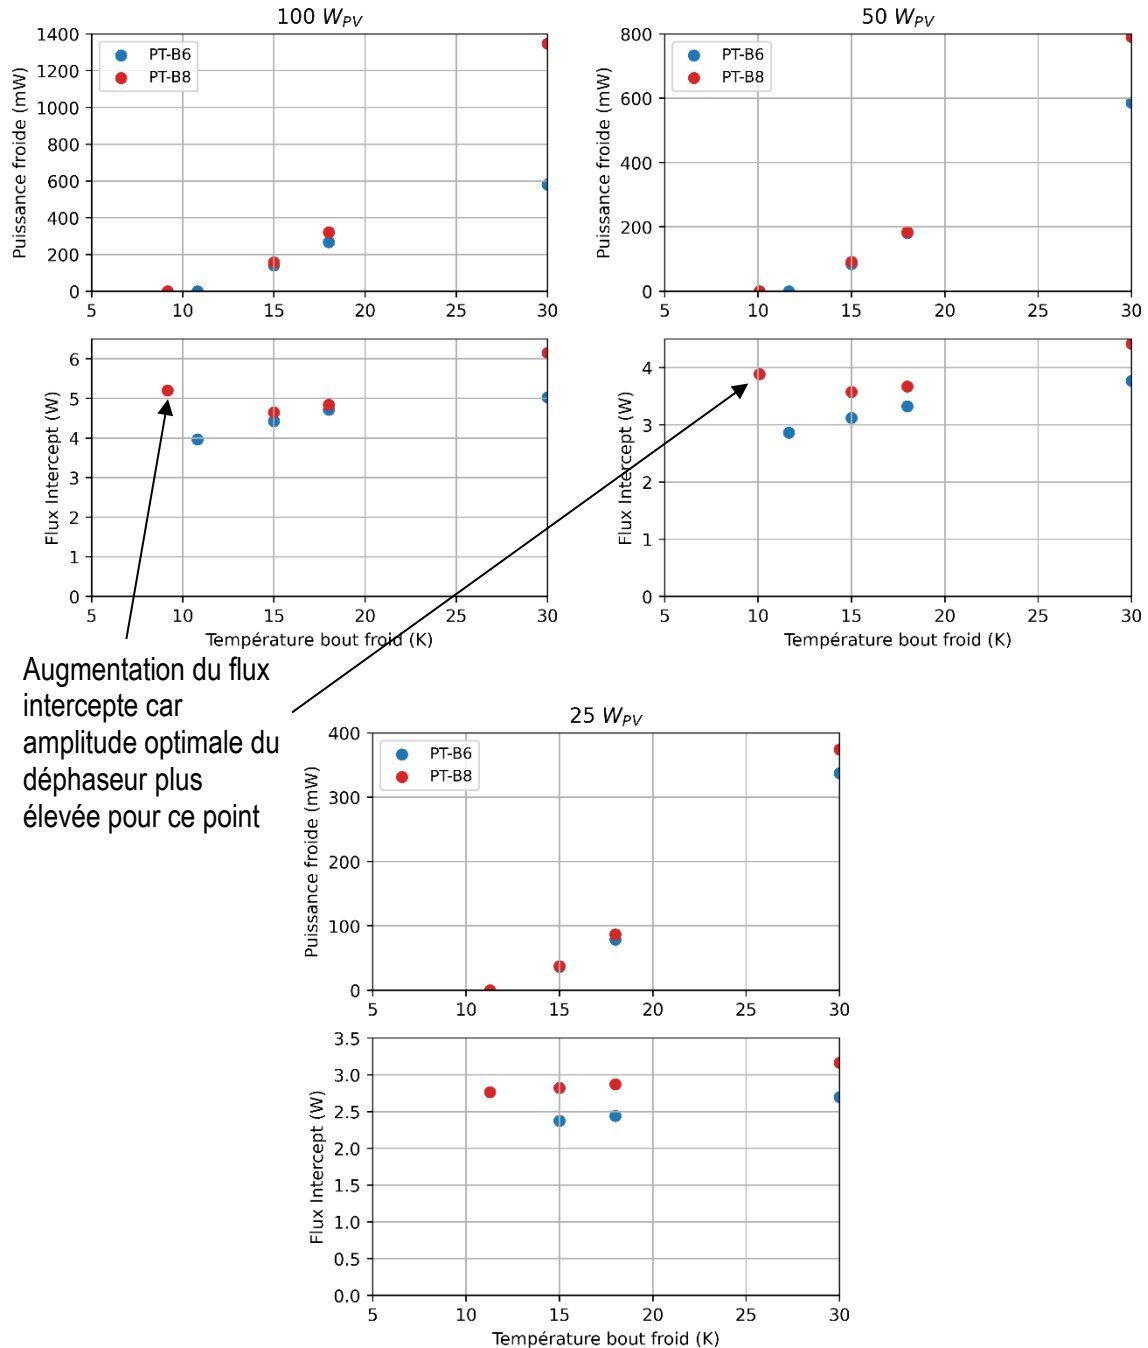 100 W_PV
1400
1200
1000
800
600
400
200
0
Puissance froide (mW)
PT-B6
PT-B8
5 10 15 20 25 30
6
5
4
3
2
1
0
Flux Intercept (W)
5 10 15 20 25 30
Température bout froid (K)
50 W_PV
800
600
400
200
0
Puissance froide (mW)
PT-B6
PT-B8
5 10 15 20 25 30
4
3
2
1
0
Flux Intercept (W)
5 10 15 20 25 30
Température bout froid (K)
Augmentation du flux
intercepte car
amplitude optimale du
déphaseur plus
élevée pour ce point
25 W_PV
400
300
200
100
0
Puissance froide (mW)
PT-B6
PT-B8
5 10 15 20 25 30
3.5
3.0
2.5
2.0
1.5
1.0
0.5
0.0
Flux Intercept (W)
5 10 15 20 25 30
Température bout froid (K)